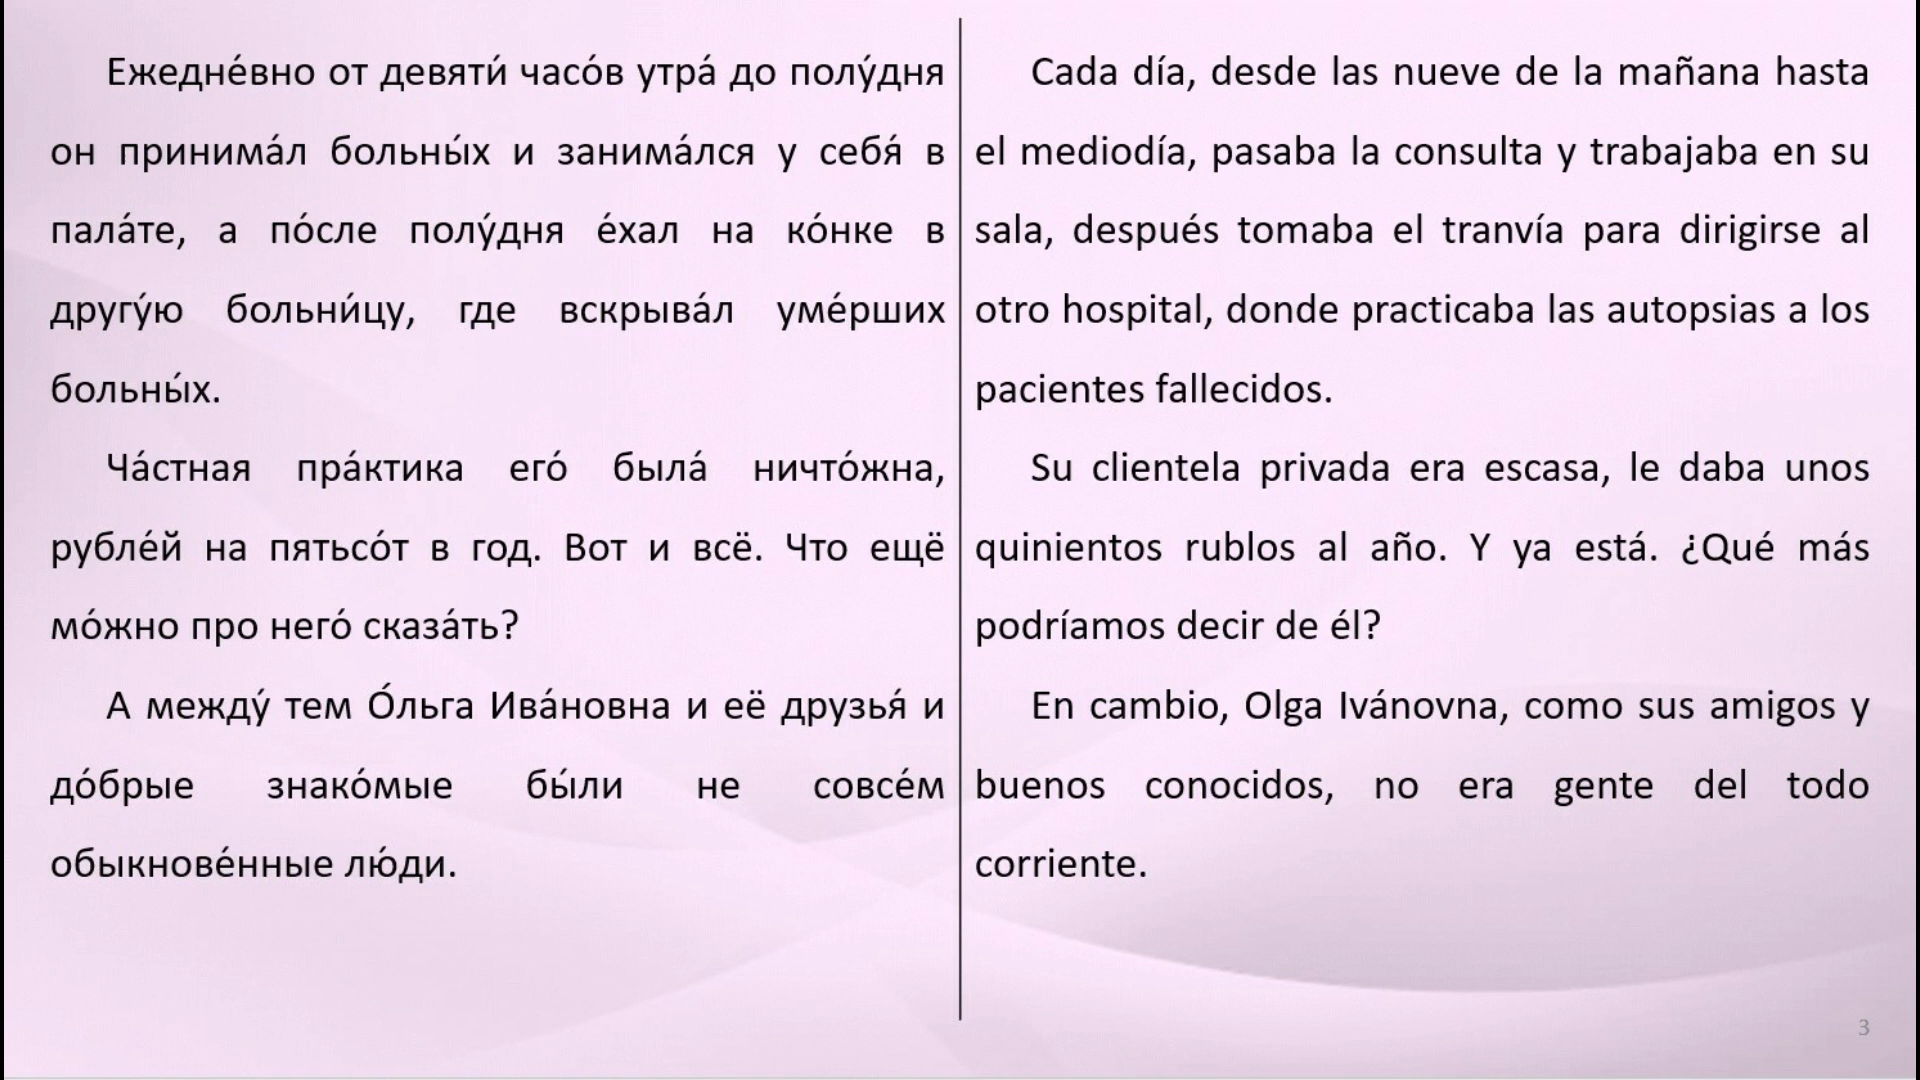 Ежедне́вно от девяти́ часо́в утра́ до полу́дня
он принима́л больны́х и занима́лся у себя́ в
пала́те, а по́сле полу́дня е́хал на ко́нке в
другу́ю больни́цу, где вскрыва́л уме́рших
больны́х.
Ча́стная пра́ктика его́ была́ ничто́жна,
рубле́й на пятьсо́т в год. Вот и всё. Что ещё
мо́жно про него́ сказа́ть?
А между́ тем О́льга Ива́новна и её друзья́ и
до́брые знако́мые бы́ли не совсе́м
обыкнове́нные лю́ди.
Cada día, desde las nueve de la mañana hasta
el mediodía, pasaba la consulta y trabajaba en su
sala, después tomaba el tranvía para dirigirse al
otro hospital, donde practicaba las autopsias a los
pacientes fallecidos.
Su clientela privada era escasa, le daba unos
quinientos rublos al año. Y ya está. ¿Qué más
podríamos decir de él?
En cambio, Olga Ivánovna, como sus amigos y
buenos conocidos, no era gente del todo
corriente.
3